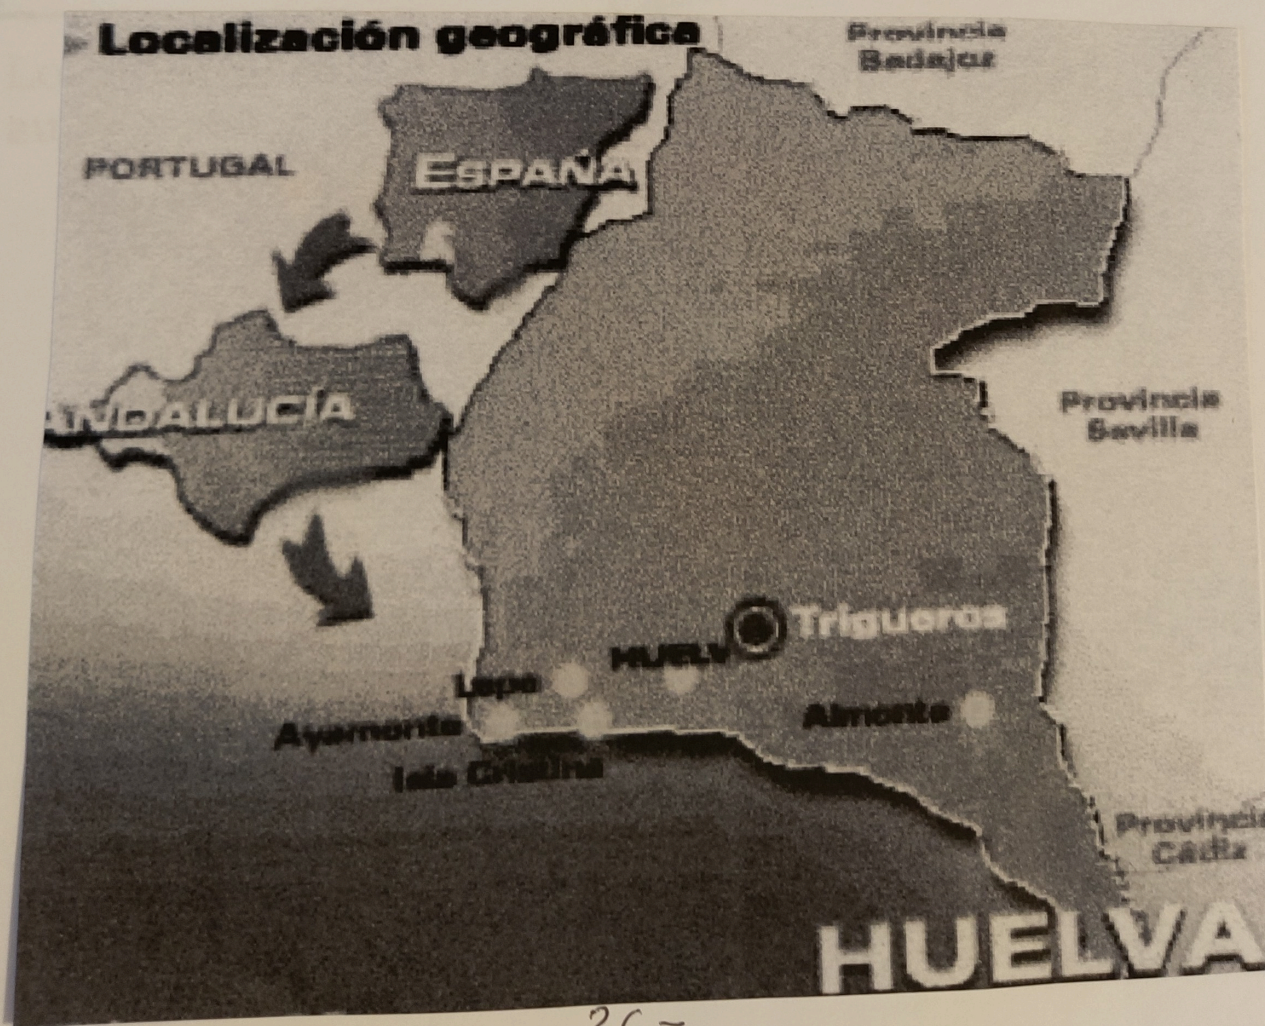 Localización geográfica
Provincia
Badajoz
PORTUGAL
ESPAÑA
ANDALUCÍA
Provincia
Sevilla
Trigueros
HUELV
Lepe
Almonte
Ayamonte
Isla Cristina
Provincia
Cádiz
HUELVA